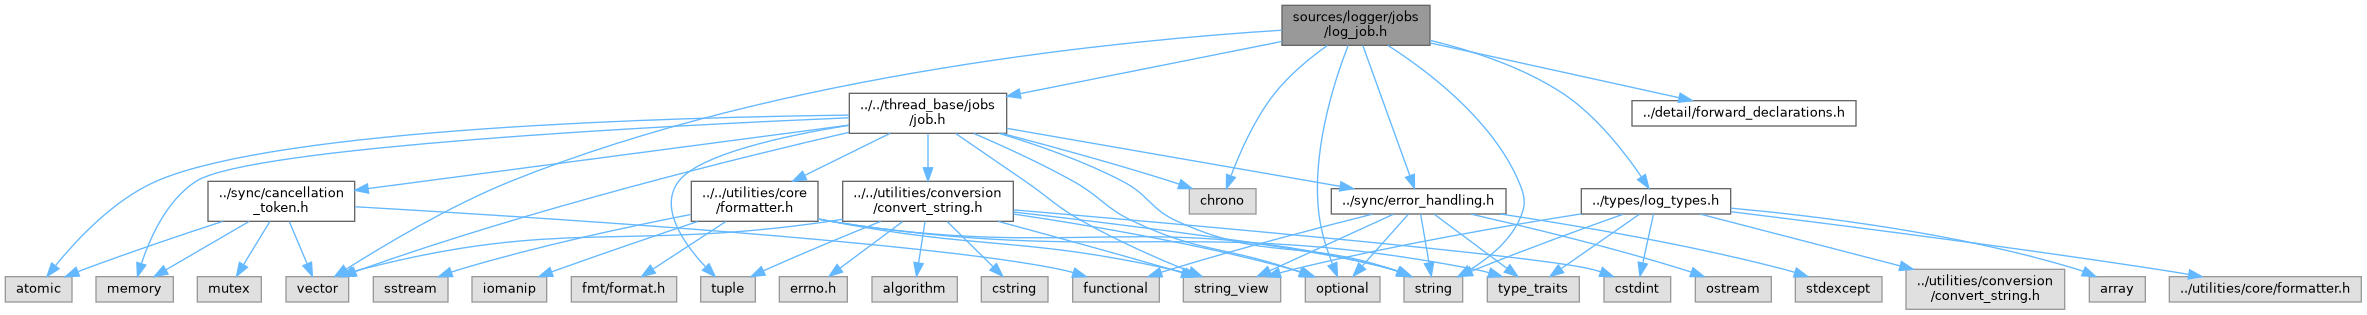 sources/logger/jobs
/log_job.h
../../thread_base/jobs
/job.h
../detail/forward_declarations.h
../sync/cancellation
_token.h
../../utilities/core
/formatter.h
../../utilities/conversion
/convert_string.h
chrono
../sync/error_handling.h
../types/log_types.h
atomic
memory
mutex
vector
sstream
iomanip
fmt/format.h
tuple
errno.h
algorithm
cstring
functional
string_view
optional
string
type_traits
cstdint
ostream
stdexcept
../utilities/conversion
/convert_string.h
array
../utilities/core/formatter.h